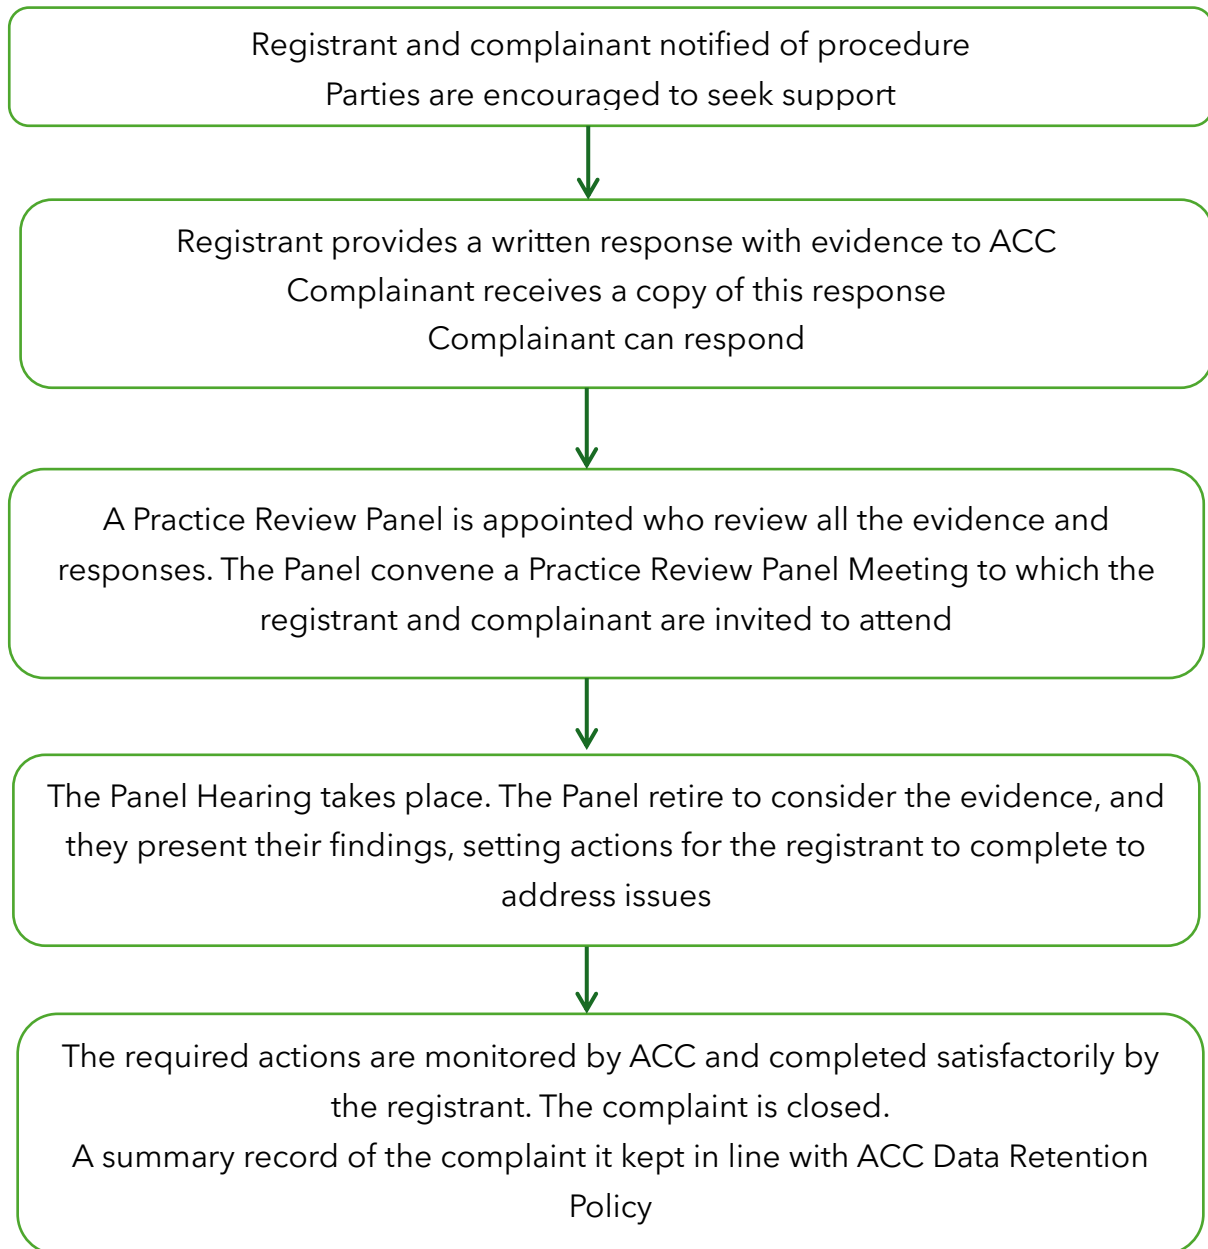 Registrant and complainant notified of procedure
Parties are encouraged to seek support
Registrant provides a written response with evidence to ACC
Complainant receives a copy of this response
Complainant can respond
A Practice Review Panel is appointed who review all the evidence and
responses. The Panel convene a Practice Review Panel Meeting to which the
registrant and complainant are invited to attend
The Panel Hearing takes place. The Panel retire to consider the evidence, and
they present their findings, setting actions for the registrant to complete to
address issues
The required actions are monitored by ACC and completed satisfactorily by
the registrant. The complaint is closed.
A summary record of the complaint it kept in line with ACC Data Retention
Policy